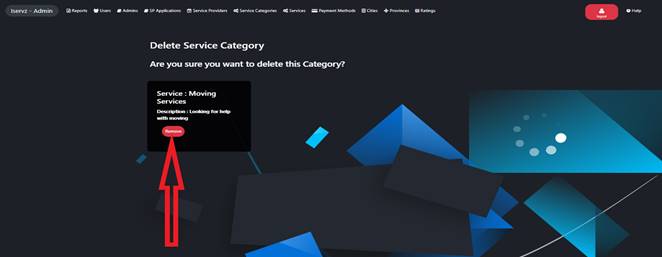 Iservz - Admin Reports Users Admins SP Applications Service Providers Service Categories Services Payment Methods Cities Provinces Ratings logout Help
Delete Service Category
Are you sure you want to delete this Category?
Service : Moving
Services
Description : Looking for help
with moving
Remove